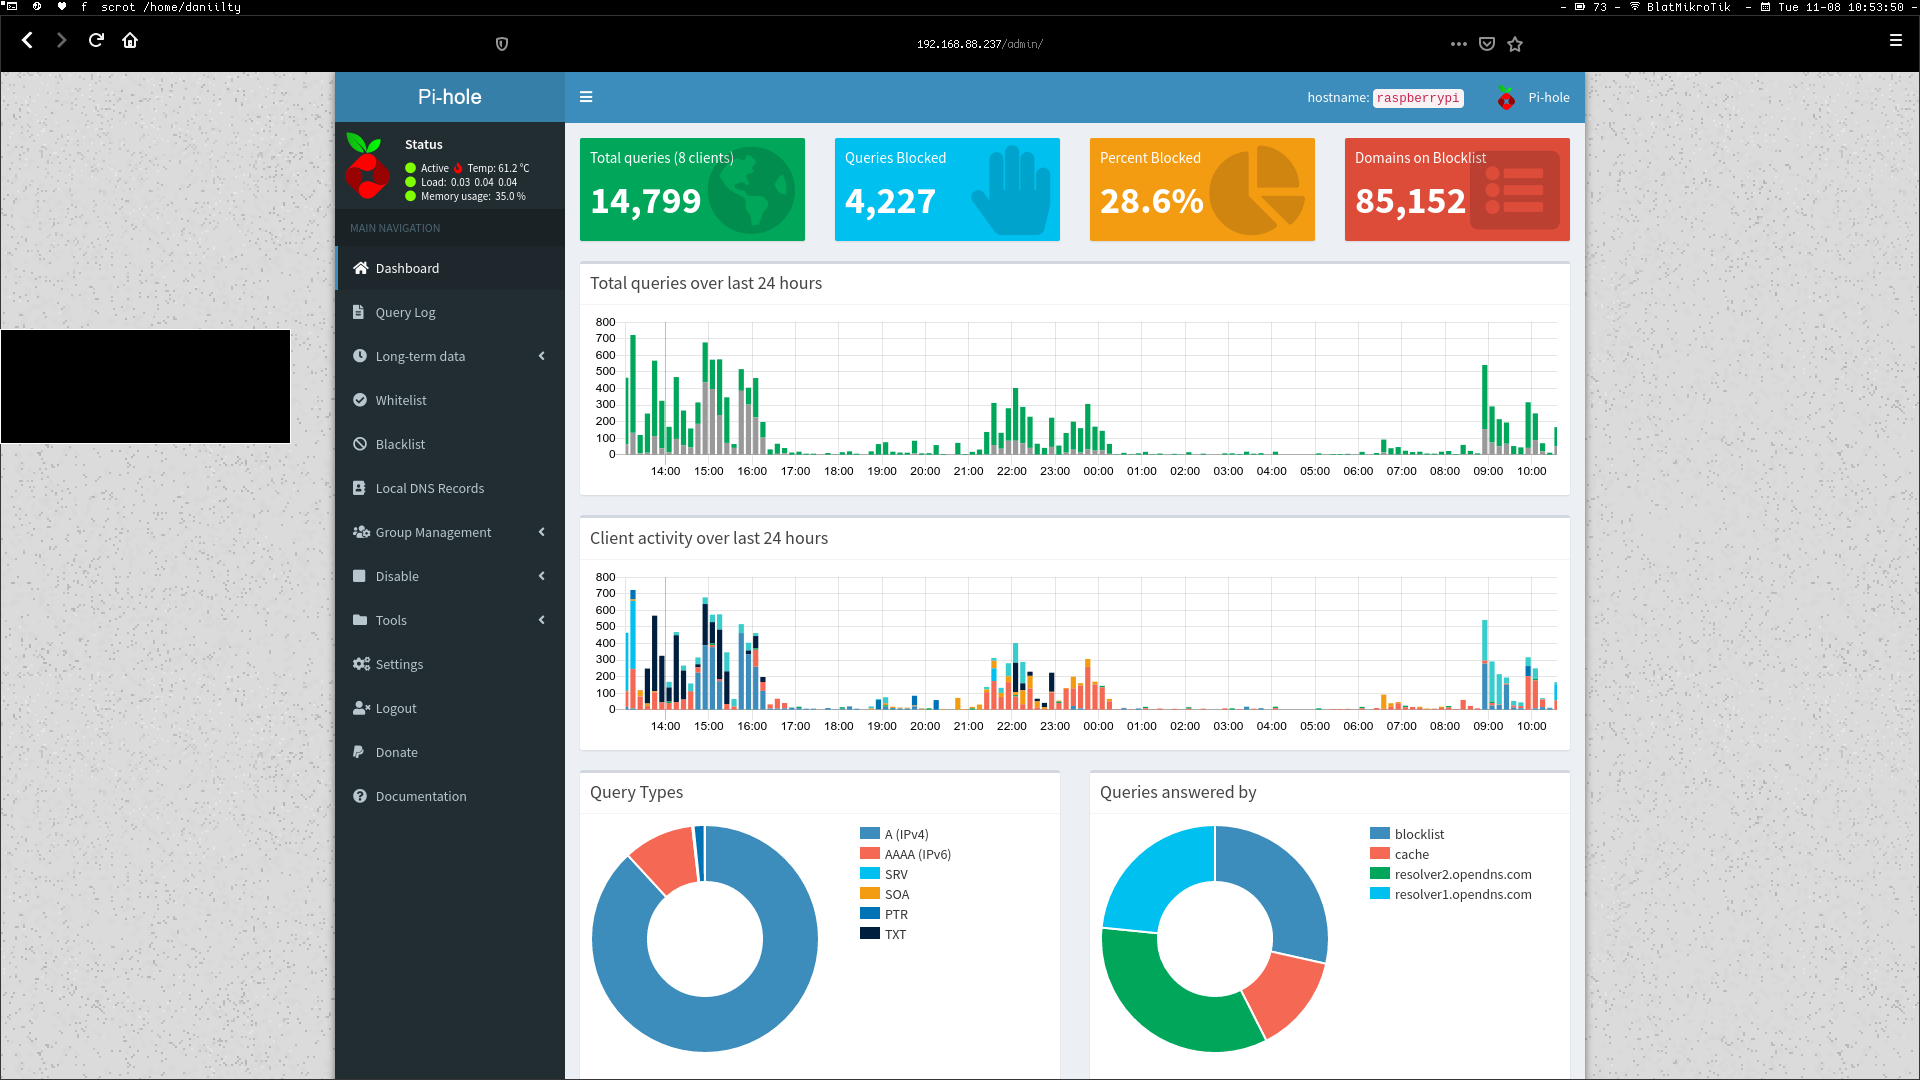 f scrot /home/daniilty
- 73 - BlatMikroTik - Tue 11-08 10:53:50 -
192.168.88.237/admin/
Pi-hole
hostname: raspberrypi
Pi-hole
Status
Active Temp: 61.2 °C
Load: 0.03 0.04 0.04
Memory usage: 35.0 %
MAIN NAVIGATION
Dashboard
Query Log
Long-term data
Whitelist
Blacklist
Local DNS Records
Group Management
Disable
Tools
Settings
Logout
Donate
Documentation
Total queries (8 clients)
14,799
Queries Blocked
4,227
Percent Blocked
28.6%
Domains on Blocklist
85,152
Total queries over last 24 hours
800
700
600
500
400
300
200
100
0
14:00 15:00 16:00 17:00 18:00 19:00 20:00 21:00 22:00 23:00 00:00 01:00 02:00 03:00 04:00 05:00 06:00 07:00 08:00 09:00 10:00
Client activity over last 24 hours
800
700
600
500
400
300
200
100
0
14:00 15:00 16:00 17:00 18:00 19:00 20:00 21:00 22:00 23:00 00:00 01:00 02:00 03:00 04:00 05:00 06:00 07:00 08:00 09:00 10:00
Query Types
A (IPv4)
AAAA (IPv6)
SRV
SOA
PTR
TXT
Queries answered by
blocklist
cache
resolver2.opendns.com
resolver1.opendns.com